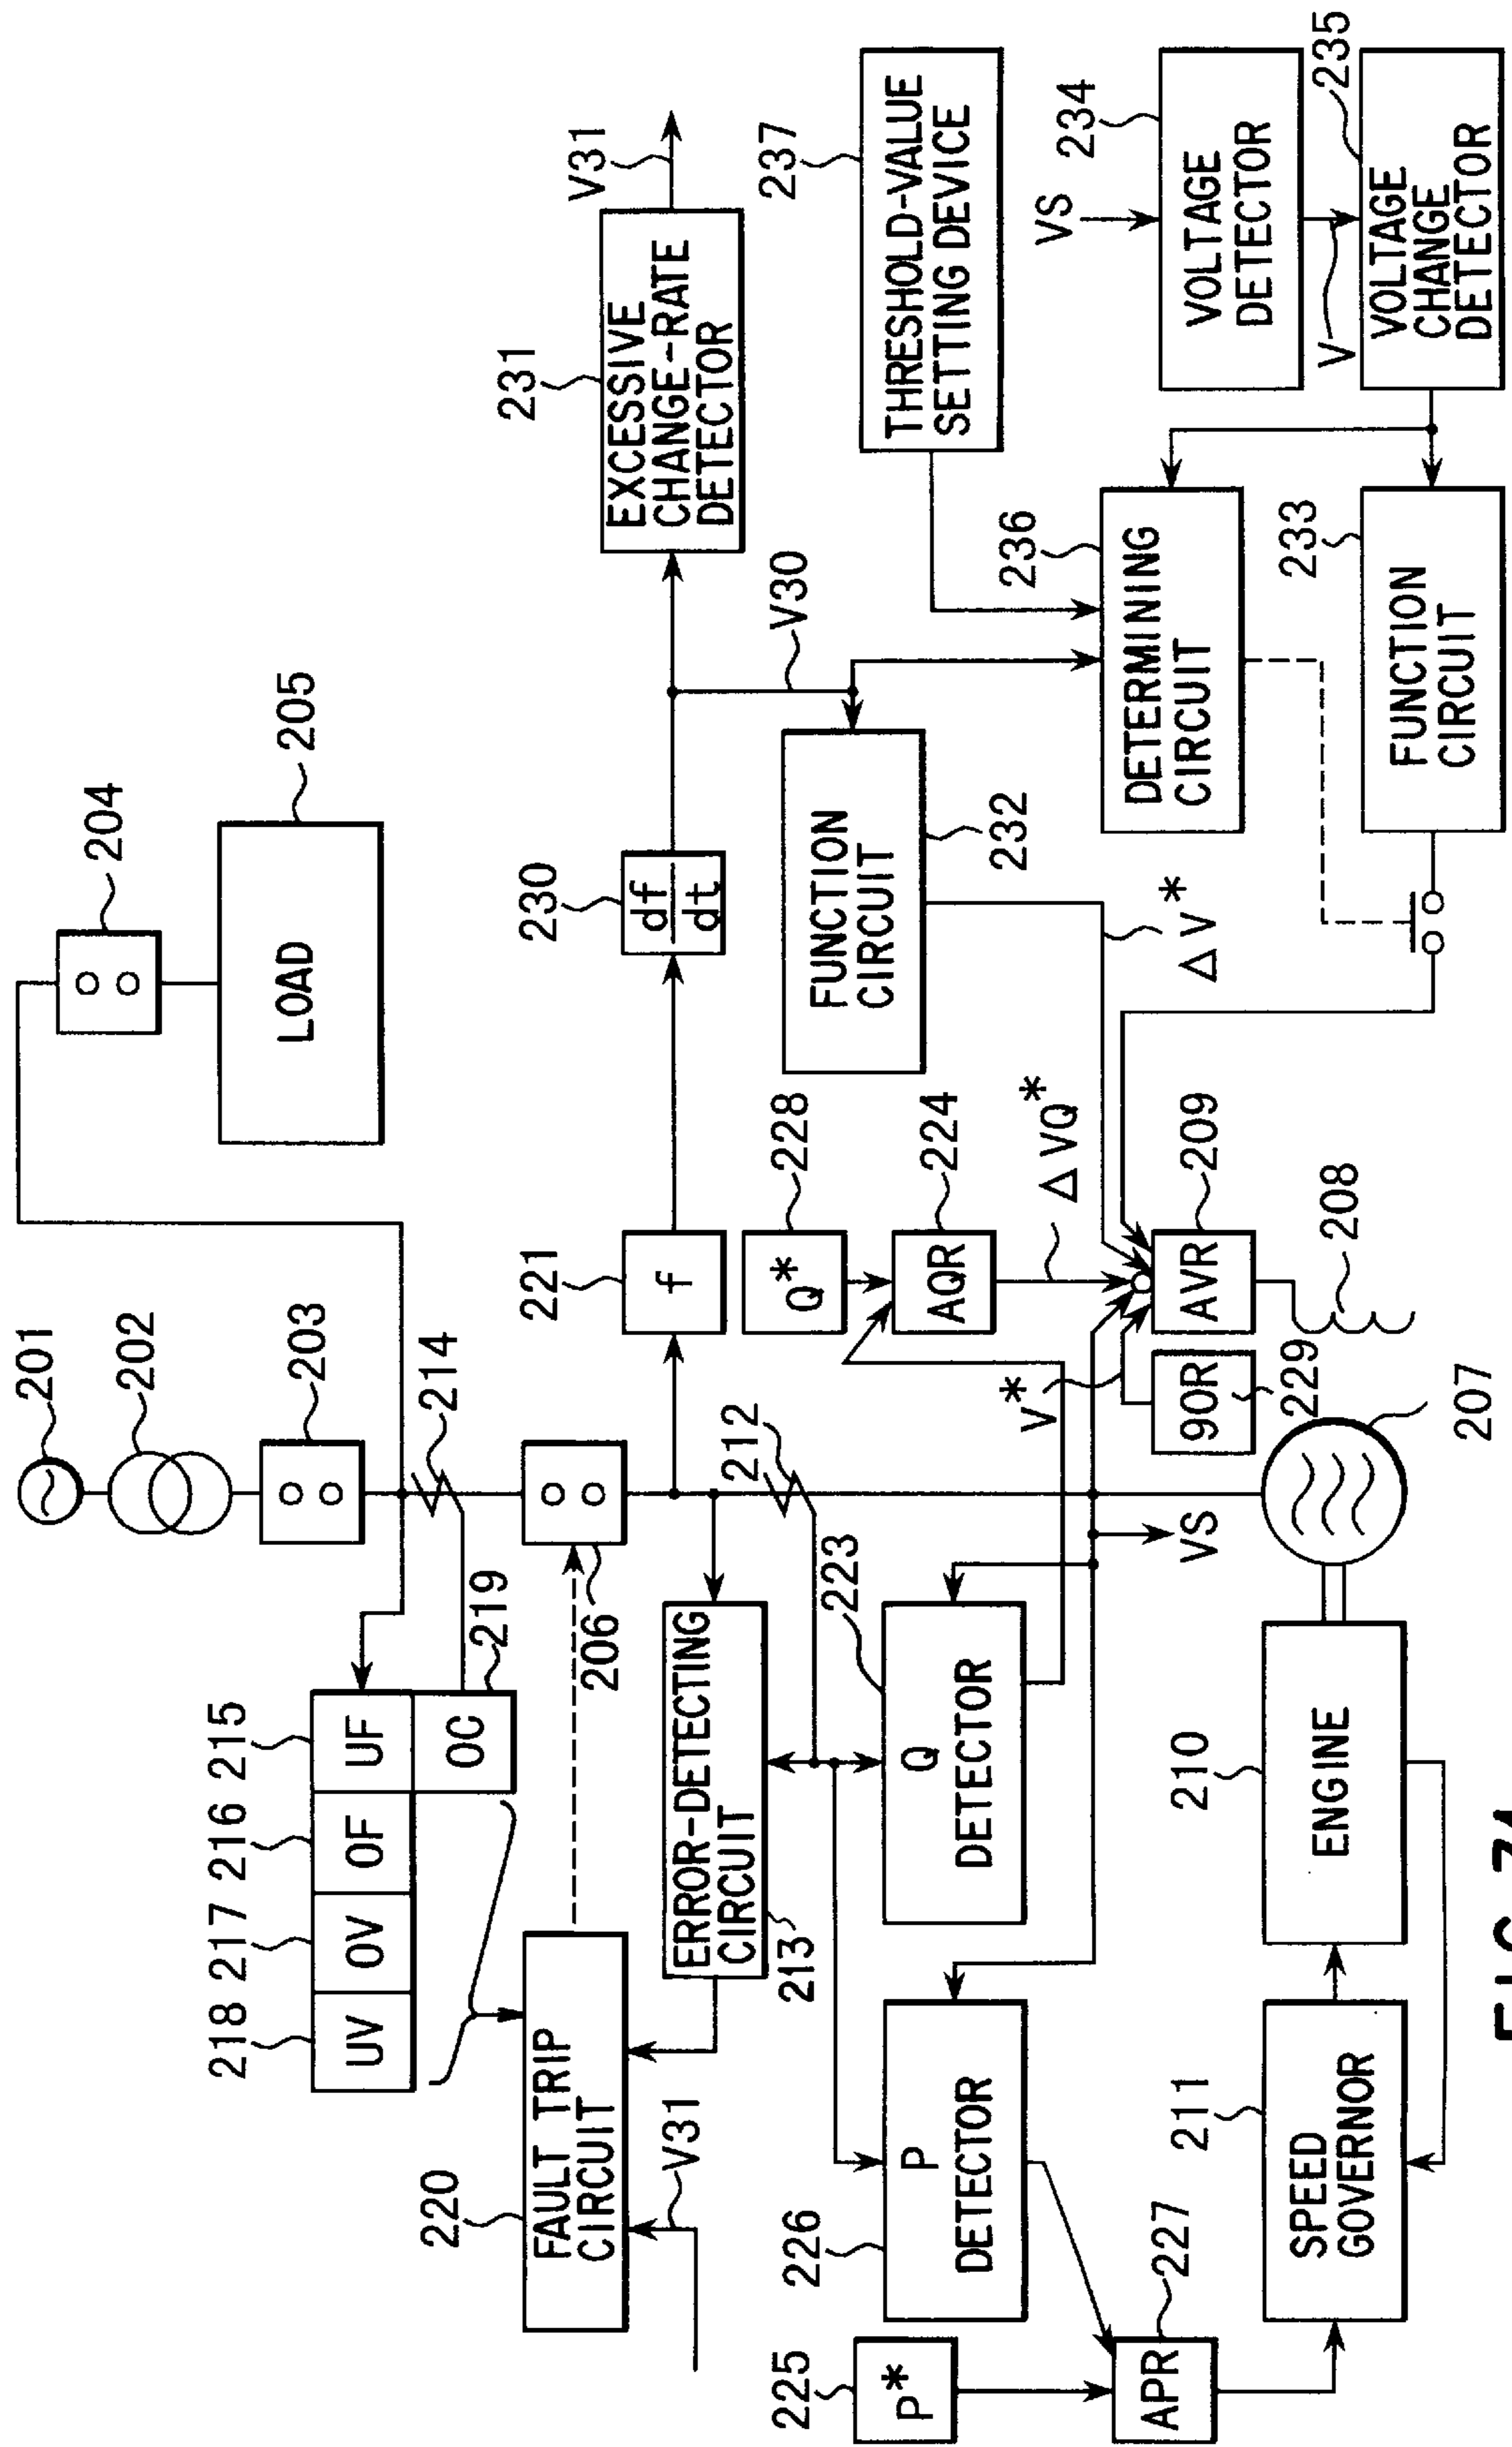 201
202
203
204
LOAD
205
214
218
217
216
215
UV
OV
OF
UF
OC
219
220
FAULT TRIP
CIRCUIT
V31
206
221
f
230
df
dt
231
EXCESSIVE
CHANGE-RATE
DETECTOR
V31
ERROR-DETECTING
CIRCUIT
213
212
228
Q*
V30
FUNCTION
CIRCUIT
232
237
THRESHOLD-VALUE
SETTING DEVICE
225
P*
226
P
DETECTOR
223
Q
DETECTOR
224
AQR
ΔVQ*
V*
ΔV*
236
DETERMINING
CIRCUIT
VS
234
VOLTAGE
DETECTOR
V
235
VOLTAGE
CHANGE
DETECTOR
233
FUNCTION
CIRCUIT
227
APR
VS
90R
229
AVR
209
208
207
211
SPEED
GOVERNOR
210
ENGINE